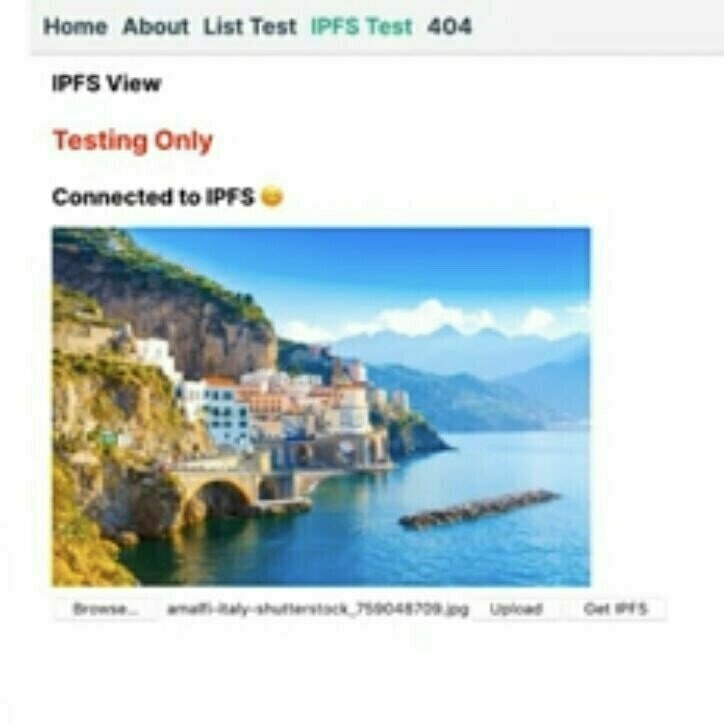 Home About List Test IPFS Test 404
IPFS View
Testing Only
Connected to IPFS 😊
Browse... amalfi-italy-shutterstock_759048709.jpg Upload Get IPFS